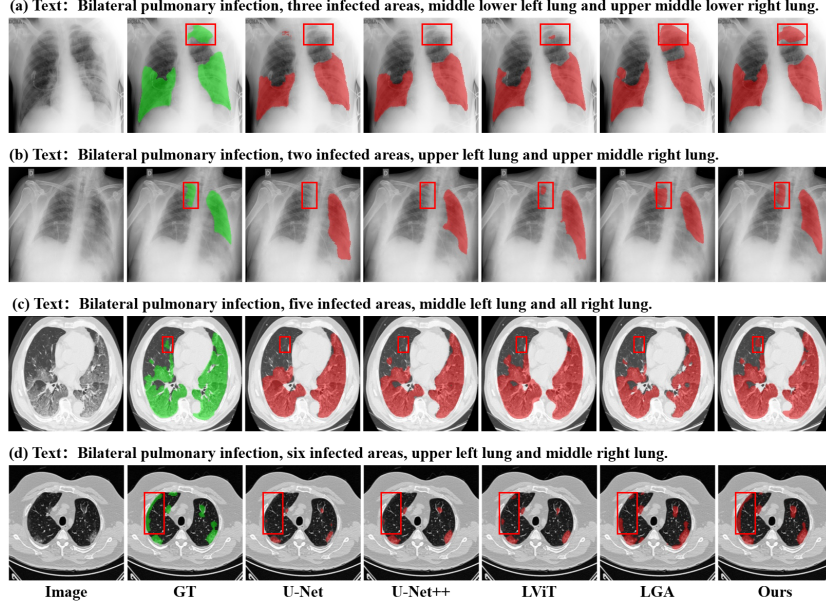 (a) Text： Bilateral pulmonary infection, three infected areas, middle lower left lung and upper middle lower right lung.
(b) Text： Bilateral pulmonary infection, two infected areas, upper left lung and upper middle right lung.
(c) Text： Bilateral pulmonary infection, five infected areas, middle left lung and all right lung.
(d) Text： Bilateral pulmonary infection, six infected areas, upper left lung and middle right lung.
Image GT U-Net U-Net++ LViT LGA Ours